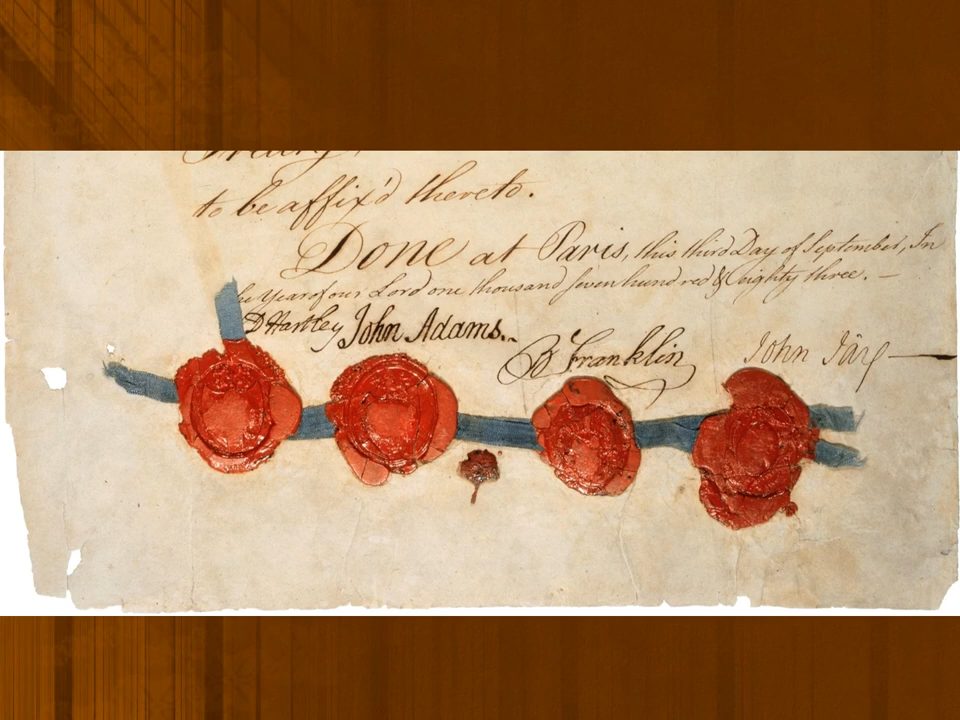 to be affix'd thereto.
Done at Paris, this third Day of September, In
Year of our Lord one thousand seven hundred & eighty three. —
D Hartley John Adams.
B Franklin
John Jay —